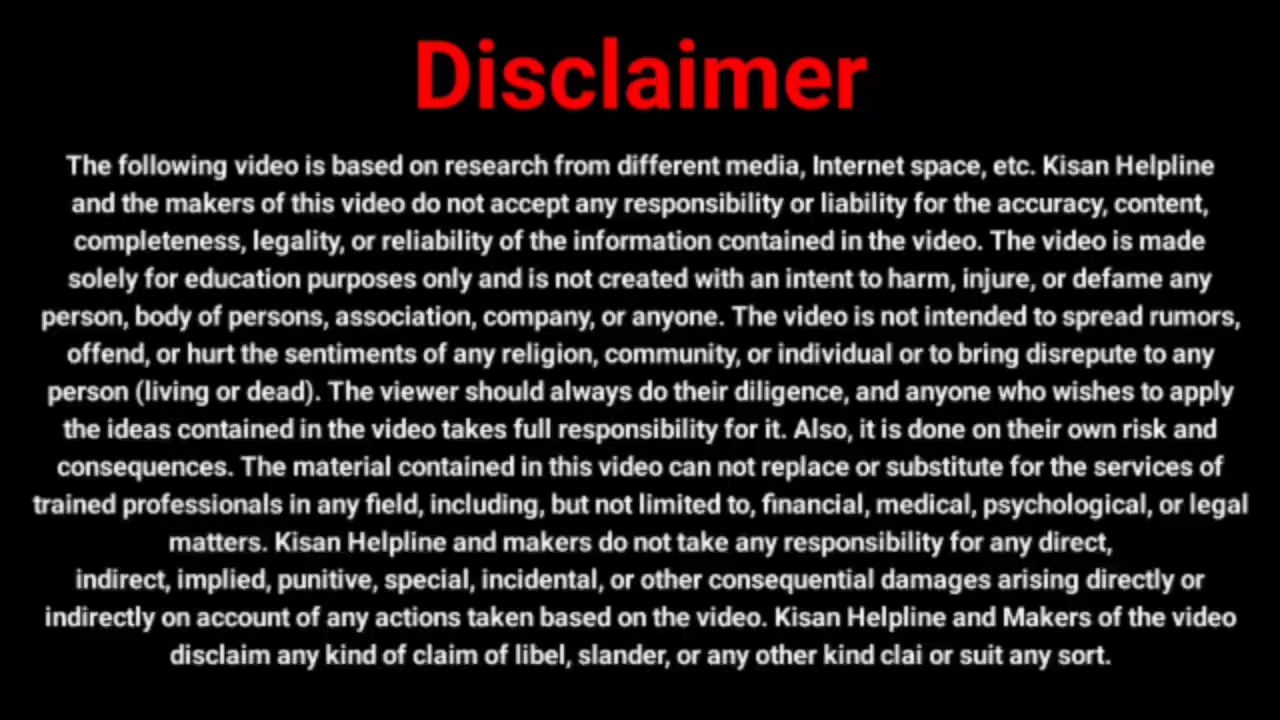 Disclaimer
The following video is based on research from different media, Internet space, etc. Kisan Helpline
and the makers of this video do not accept any responsibility or liability for the accuracy, content,
completeness, legality, or reliability of the information contained in the video. The video is made
solely for education purposes only and is not created with an intent to harm, injure, or defame any
person, body of persons, association, company, or anyone. The video is not intended to spread rumors,
offend, or hurt the sentiments of any religion, community, or individual or to bring disrepute to any
person (living or dead). The viewer should always do their diligence, and anyone who wishes to apply
the ideas contained in the video takes full responsibility for it. Also, it is done on their own risk and
consequences. The material contained in this video can not replace or substitute for the services of
trained professionals in any field, including, but not limited to, financial, medical, psychological, or legal
matters. Kisan Helpline and makers do not take any responsibility for any direct,
indirect, implied, punitive, special, incidental, or other consequential damages arising directly or
indirectly on account of any actions taken based on the video. Kisan Helpline and Makers of the video
disclaim any kind of claim of libel, slander, or any other kind clai or suit any sort.